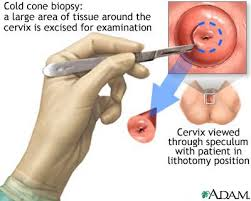 Cold cone biopsy:
a large area of tissue around the
cervix is excised for examination
Cervix viewed
through speculum
with patient in
lithotomy position
ADAM.